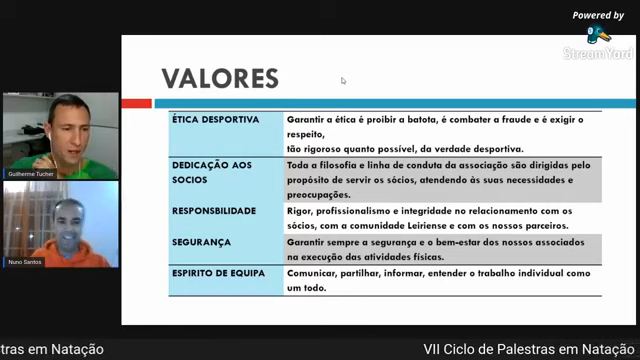 Powered by
StreamYard
VALORES
ÉTICA DESPORTIVA
Garantir a ética é proibir a batota, é combater a fraude e é exigir o
respeito,
tão rigoroso quanto possível, da verdade desportiva.
DEDICAÇÃO AOS
SOCIOS
Toda a filosofia e linha de conduta da associação são dirigidas pelo
propósito de servir os sócios, atendendo às suas necessidades e
preocupações.
RESPONSBILIDADE
Rigor, profissionalismo e integridade no relacionamento com os
sócios, com a comunidade Leiriense e com os nossos parceiros.
SEGURANÇA
Garantir sempre a segurança e o bem-estar dos nossos associados
na execução das atividades físicas.
ESPIRITO DE EQUIPA
Comunicar, partilhar, informar, entender o trabalho individual como
um todo.
Guilherme Tucher
Nuno Santos
stras em Natação
VII Ciclo de Palestras em Natação